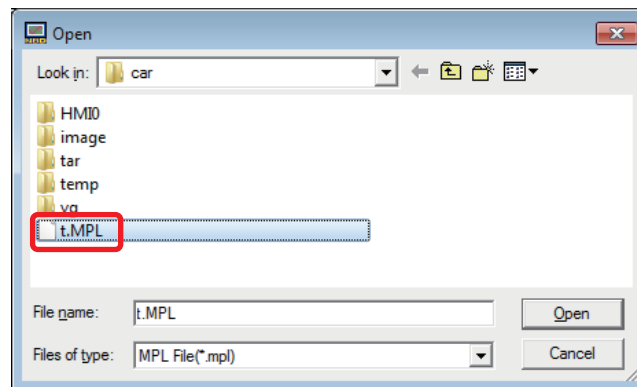 Open
Look in: car
HMI0
image
tar
temp
vg
t.MPL
File name: t.MPL Open
Files of type: MPL File(*.mpl) Cancel